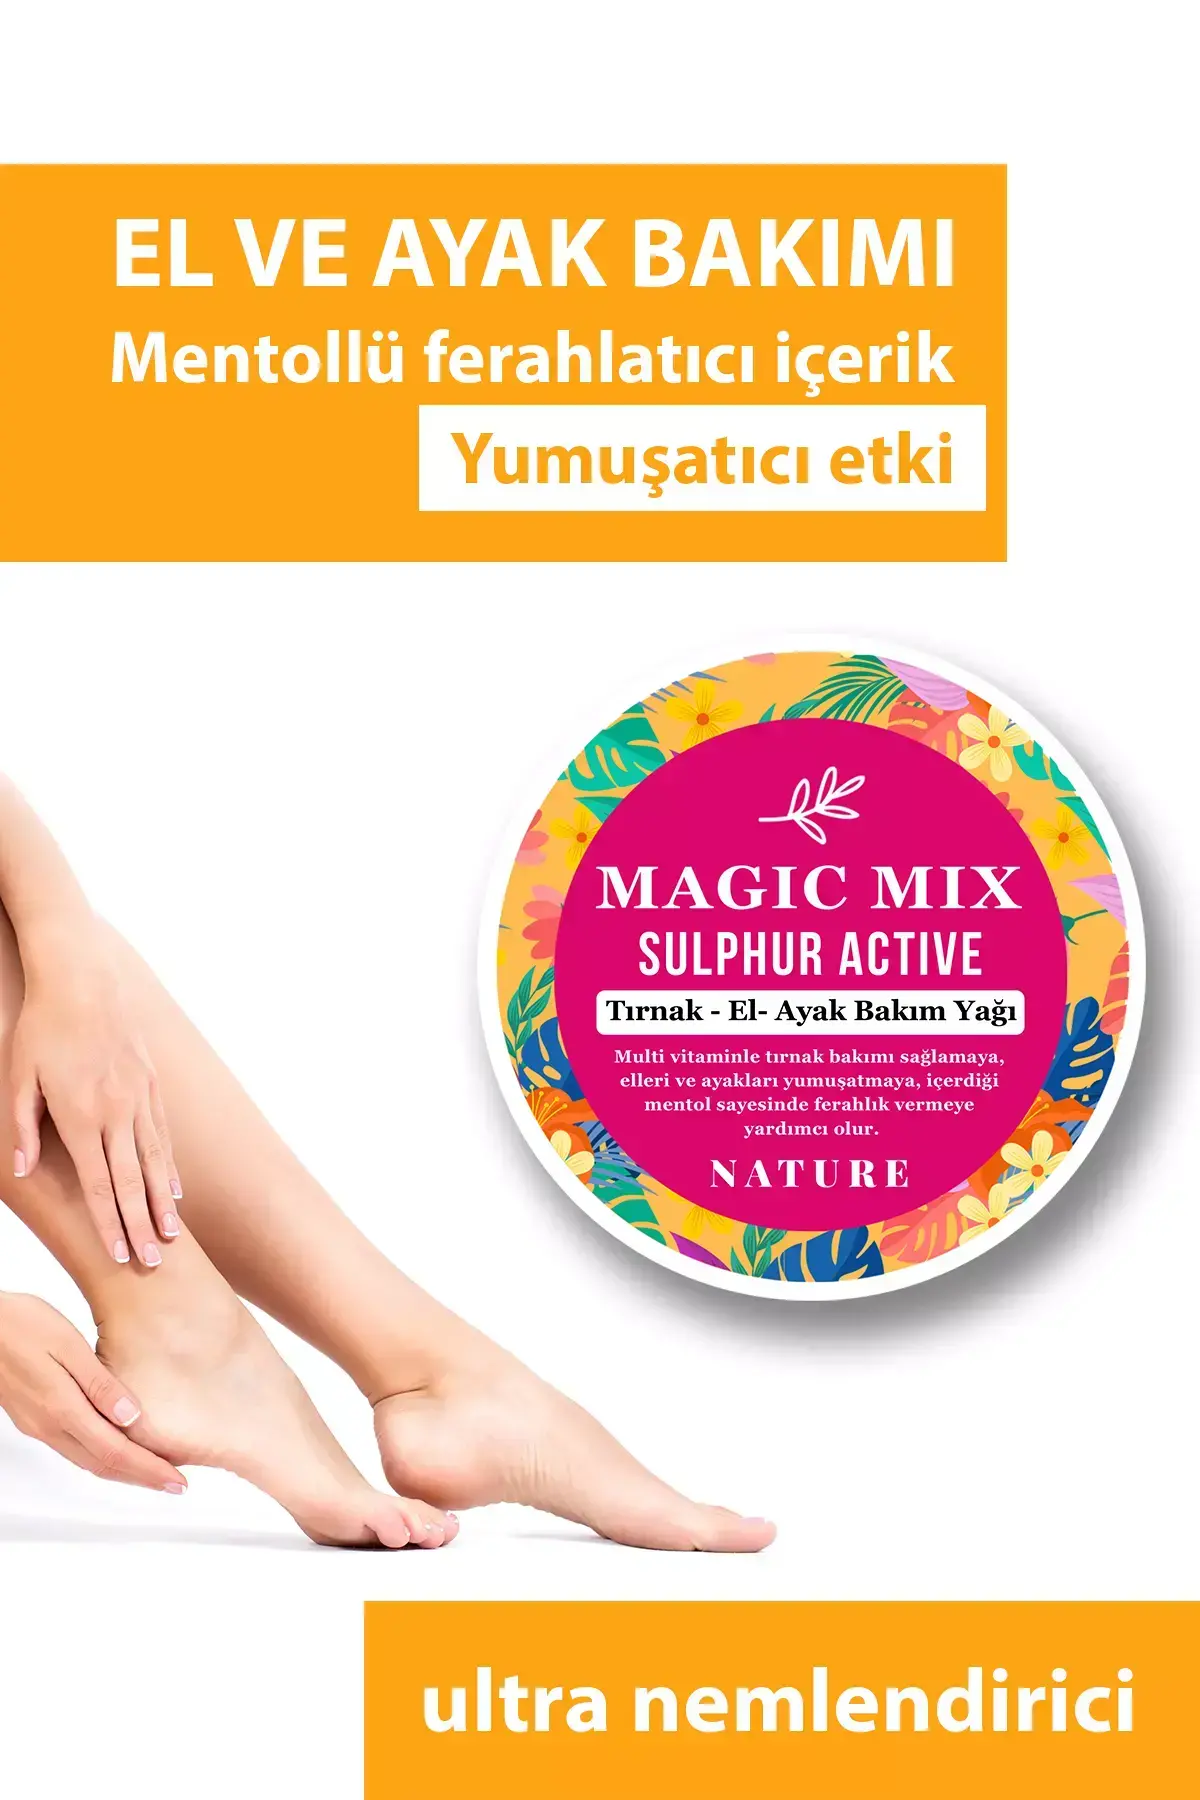 EL VE AYAK BAKIMI
Mentollü ferahlatıcı içerik
Yumuşatıcı etki
MAGIC MIX
SULPHUR ACTIVE
Tırnak - El- Ayak Bakım Yağı
Multi vitaminle tırnak bakımı sağlamaya,
elleri ve ayakları yumuşatmaya, içerdiği
mentol sayesinde ferahlık vermeye
yardımcı olur.
NATURE
ultra nemlendirici